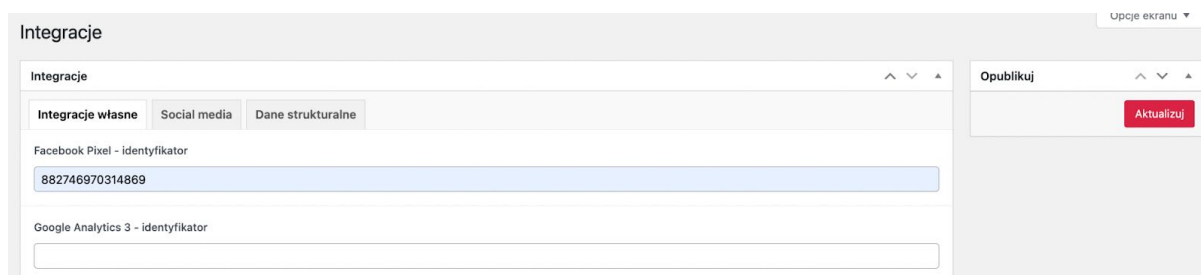 Opcje ekranu ▼
Integracje
Integracje
Opublikuj
Integracje własne Social media Dane strukturalne
Aktualizuj
Facebook Pixel - identyfikator
882746970314869
Google Analytics 3 - identyfikator